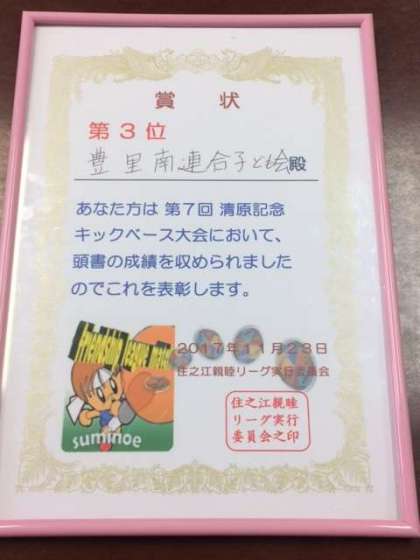 賞状
第３位
豊里南連合子ども会殿
あなた方は 第７回 清原記念
キックベース大会において、
頭書の成績を収められました
のでこれを表彰します。
2017年11月23日
住之江親睦リーグ実行委員会
Friendship
suminoe
住之江親睦
リーグ実行
委員会之印